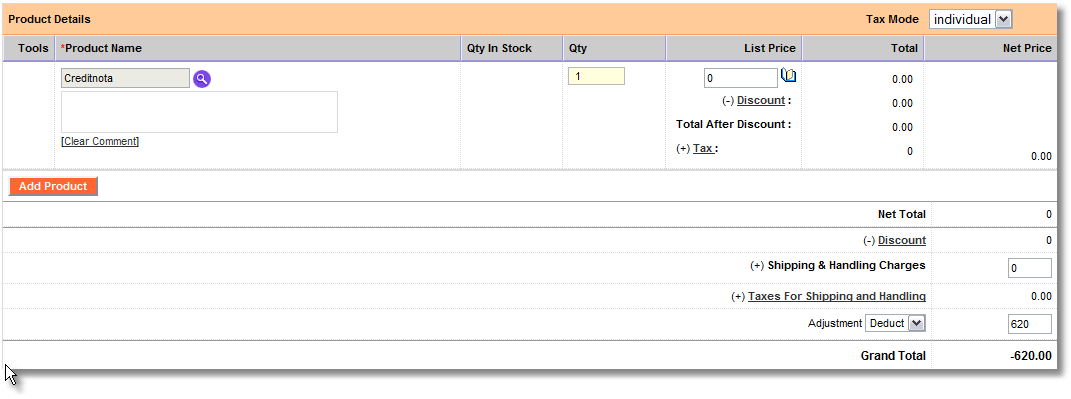 Product Details Tax Mode individual
Tools *Product Name Qty In Stock Qty List Price Total Net Price
Creditnota 1 0 0.00
(-) Discount : 0.00
Total After Discount : 0.00
[Clear Comment] (+) Tax : 0 0.00
Add Product
Net Total 0
(-) Discount 0
(+) Shipping & Handling Charges 0
(+) Taxes For Shipping and Handling 0.00
Adjustment Deduct 620
Grand Total -620.00